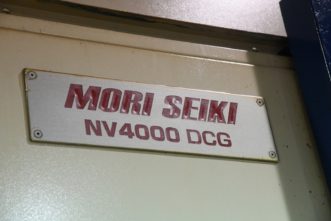 MORI SEIKI
NV4000 DCG